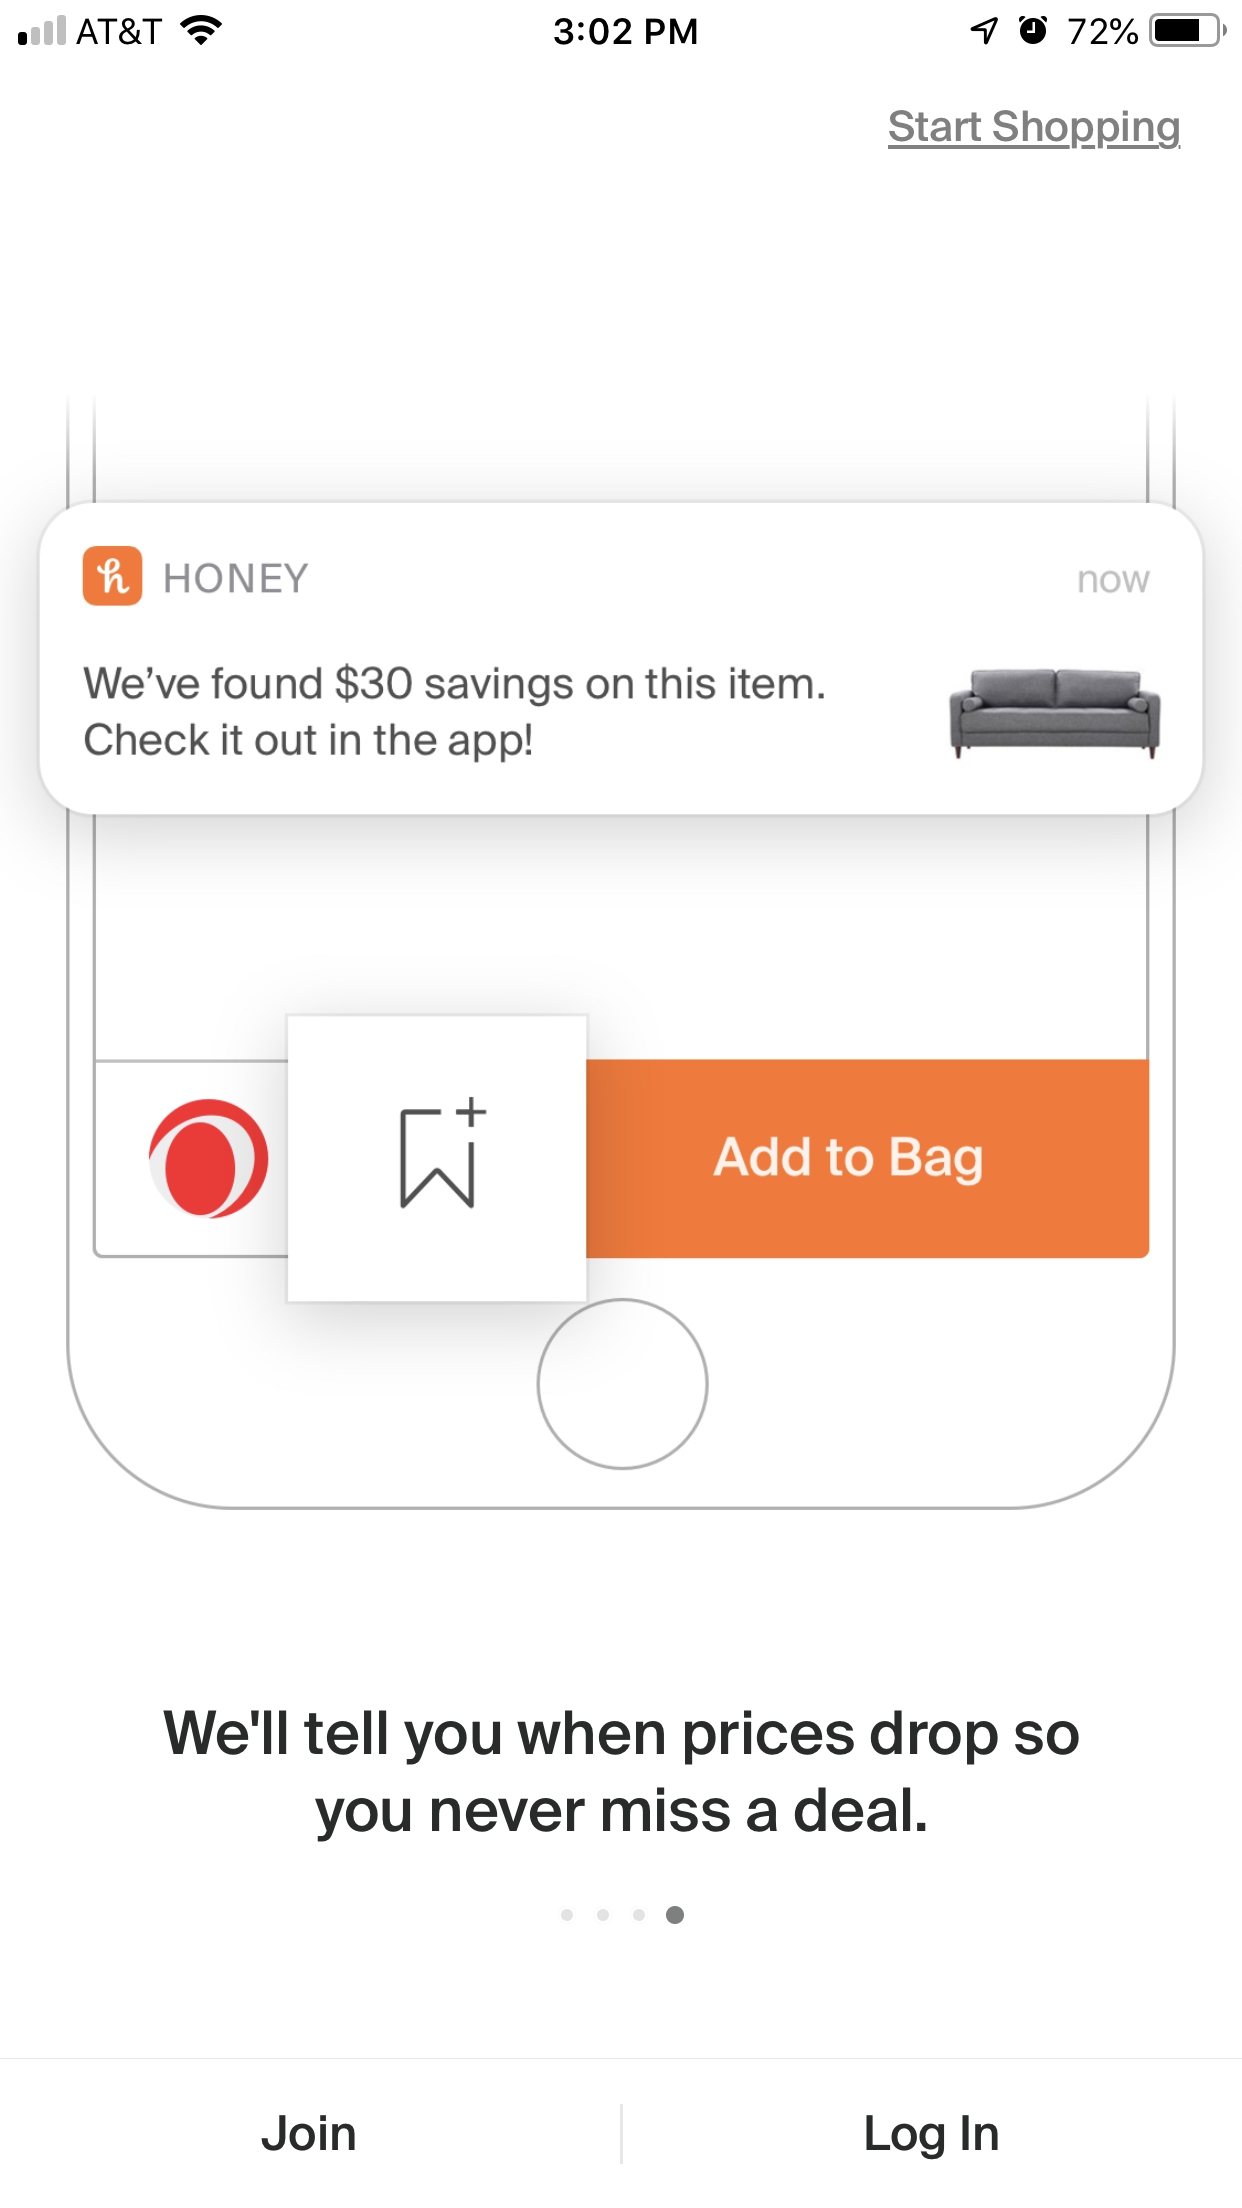 AT&T 3:02 PM 72%
Start Shopping
HONEY now
We’ve found $30 savings on this item.
Check it out in the app!
Add to Bag
We'll tell you when prices drop so
you never miss a deal.
Join Log In